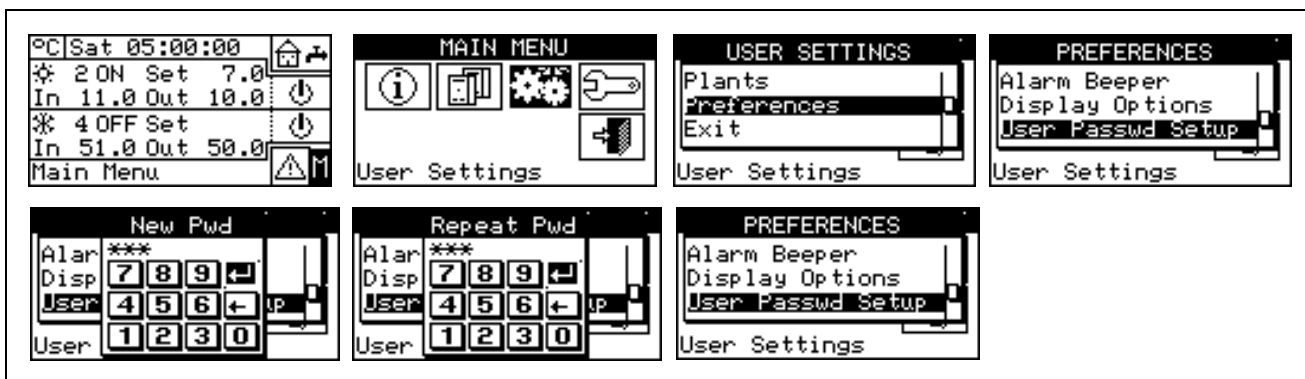 °C Sat 05:00:00
2 ON Set 7.0
In 11.0 Out 10.0
4 OFF Set
In 51.0 Out 50.0
Main Menu M
MAIN MENU
User Settings
USER SETTINGS
Plants
Preferences
Exit
User Settings
PREFERENCES
Alarm Beeper
Display Options
User Passwd Setup
User Settings
New Pwd
Alar ***
Disp 7 8 9
User 4 5 6 ← up
User 1 2 3 0
Repeat Pwd
Alar ***
Disp 7 8 9
User 4 5 6 ← up
User 1 2 3 0
PREFERENCES
Alarm Beeper
Display Options
User Passwd Setup
User Settings